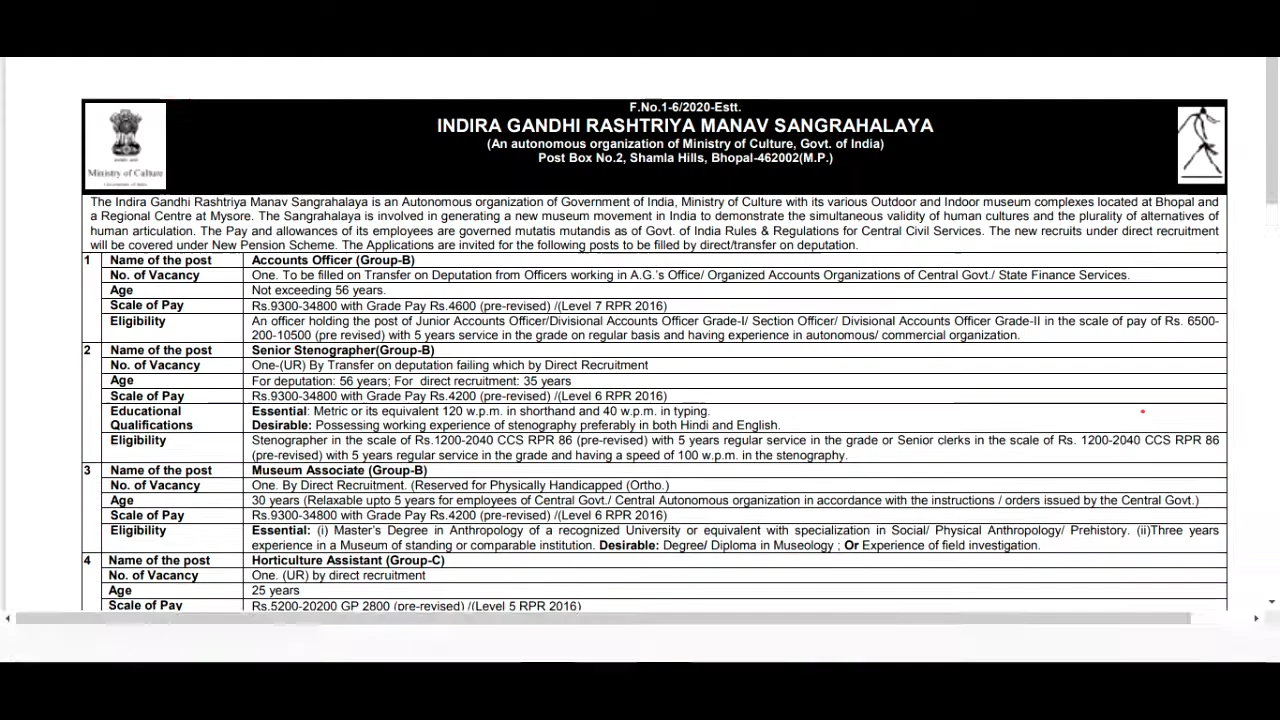 F.No.1-6/2020-Estt.
INDIRA GANDHI RASHTRIYA MANAV SANGRAHALAYA
(An autonomous organization of Ministry of Culture, Govt. of India)
Post Box No.2, Shamla Hills, Bhopal-462002(M.P.)
Ministry of Culture
The Indira Gandhi Rashtriya Manav Sangrahalaya is an Autonomous organization of Government of India, Ministry of Culture with its various Outdoor and Indoor museum complexes located at Bhopal and
a Regional Centre at Mysore. The Sangrahalaya is involved in generating a new museum movement in India to demonstrate the simultaneous validity of human cultures and the plurality of alternatives of
human articulation. The Pay and allowances of its employees are governed mutatis mutandis as of Govt. of India Rules & Regulations for Central Civil Services. The new recruits under direct recruitment
will be covered under New Pension Scheme. The Applications are invited for the following posts to be filled by direct/transfer on deputation.
1 Name of the post Accounts Officer (Group-B)
No. of Vacancy One. To be filled on Transfer on Deputation from Officers working in A.G.'s Office/ Organized Accounts Organizations of Central Govt./ State Finance Services.
Age Not exceeding 56 years.
Scale of Pay Rs.9300-34800 with Grade Pay Rs.4600 (pre-revised) /(Level 7 RPR 2016)
Eligibility An officer holding the post of Junior Accounts Officer/Divisional Accounts Officer Grade-I/ Section Officer/ Divisional Accounts Officer Grade-II in the scale of pay of Rs. 6500-
200-10500 (pre revised) with 5 years service in the grade on regular basis and having experience in autonomous/ commercial organization.
2 Name of the post Senior Stenographer(Group-B)
No. of Vacancy One-(UR) By Transfer on deputation failing which by Direct Recruitment
Age For deputation: 56 years; For direct recruitment: 35 years
Scale of Pay Rs.9300-34800 with Grade Pay Rs.4200 (pre-revised) /(Level 6 RPR 2016)
Educational Essential: Metric or its equivalent 120 w.p.m. in shorthand and 40 w.p.m. in typing.
Qualifications Desirable: Possessing working experience of stenography preferably in both Hindi and English.
Eligibility Stenographer in the scale of Rs.1200-2040 CCS RPR 86 (pre-revised) with 5 years regular service in the grade or Senior clerks in the scale of Rs. 1200-2040 CCS RPR 86
(pre-revised) with 5 years regular service in the grade and having a speed of 100 w.p.m. in the stenography.
3 Name of the post Museum Associate (Group-B)
No. of Vacancy One. By Direct Recruitment. (Reserved for Physically Handicapped (Ortho.)
Age 30 years (Relaxable upto 5 years for employees of Central Govt./ Central Autonomous organization in accordance with the instructions / orders issued by the Central Govt.)
Scale of Pay Rs.9300-34800 with Grade Pay Rs.4200 (pre-revised) /(Level 6 RPR 2016)
Eligibility Essential: (i) Master's Degree in Anthropology of a recognized University or equivalent with specialization in Social/ Physical Anthropology/ Prehistory. (ii)Three years
experience in a Museum of standing or comparable institution. Desirable: Degree/ Diploma in Museology ; Or Experience of field investigation.
4 Name of the post Horticulture Assistant (Group-C)
No. of Vacancy One. (UR) by direct recruitment
Age 25 years
Scale of Pay Rs.5200-20200 GP 2800 (pre-revised) /(Level 5 RPR 2016)